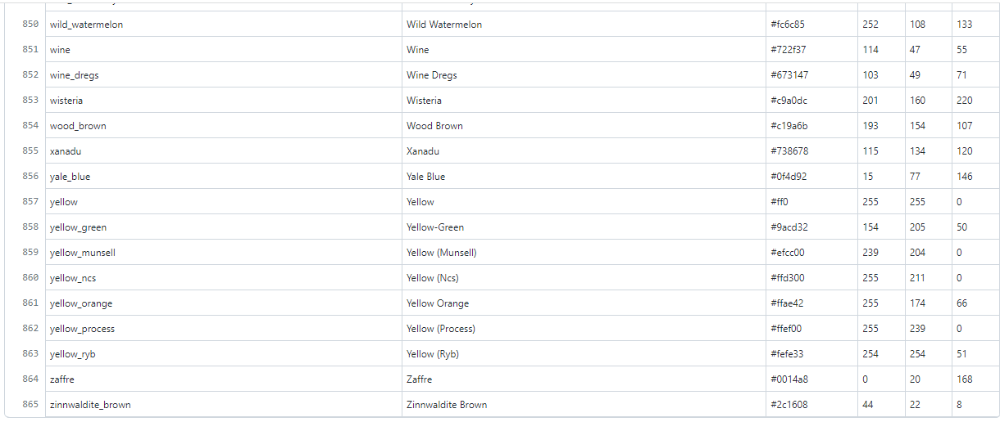 850 wild_watermelon Wild Watermelon #fc6c85 252 108 133
851 wine Wine #722f37 114 47 55
852 wine_dregs Wine Dregs #673147 103 49 71
853 wisteria Wisteria #c9a0dc 201 160 220
854 wood_brown Wood Brown #c19a6b 193 154 107
855 xanadu Xanadu #738678 115 134 120
856 yale_blue Yale Blue #0f4d92 15 77 146
857 yellow Yellow #ff0 255 255 0
858 yellow_green Yellow-Green #9acd32 154 205 50
859 yellow_munsell Yellow (Munsell) #efcc00 239 204 0
860 yellow_ncs Yellow (Ncs) #ffd300 255 211 0
861 yellow_orange Yellow Orange #ffae42 255 174 66
862 yellow_process Yellow (Process) #ffef00 255 239 0
863 yellow_ryb Yellow (Ryb) #fefe33 254 254 51
864 zaffre Zaffre #0014a8 0 20 168
865 zinnwaldite_brown Zinnwaldite Brown #2c1608 44 22 8